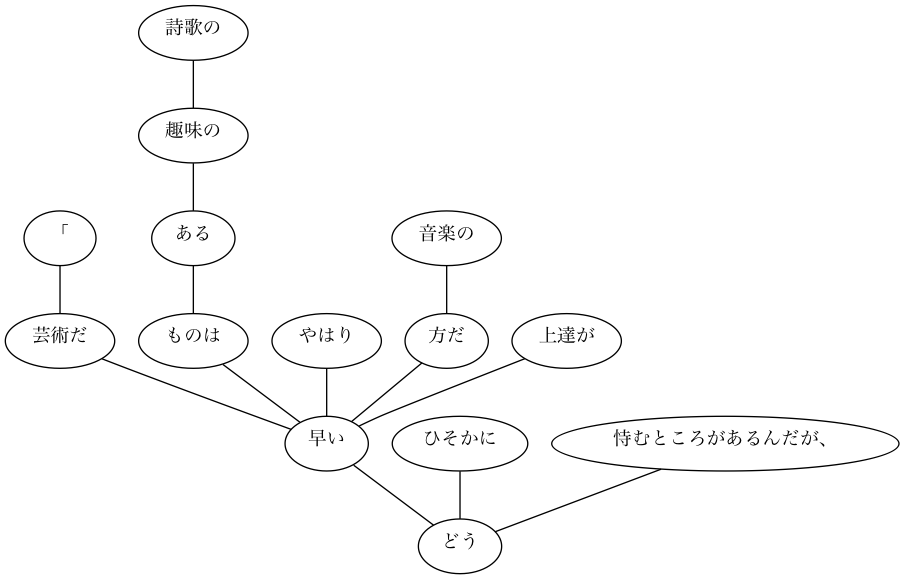 詩歌の
趣味の
「
ある
音楽の
芸術だ
ものは
やはり
方だ
上達が
早い
ひそかに
恃むところがあるんだが、
どう